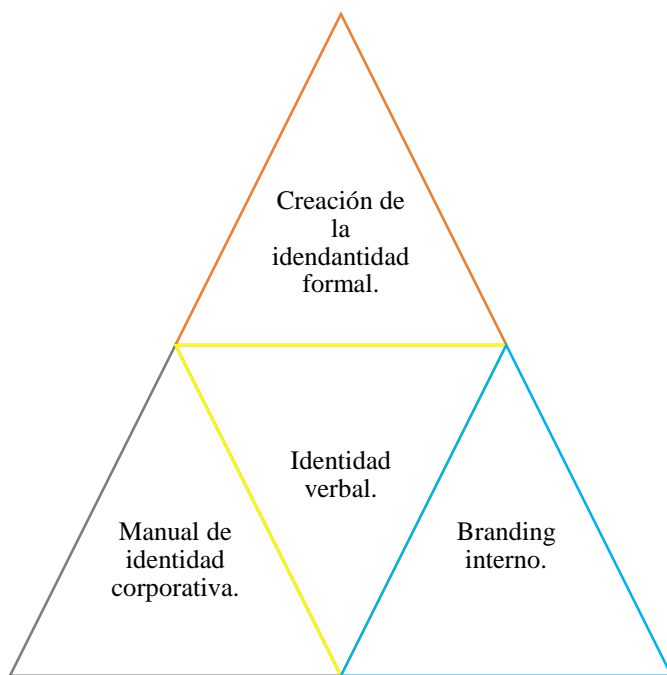 Creación de
la
idendantidad
formal.
Identidad
verbal.
Manual de
identidad
corporativa.
Branding
interno.